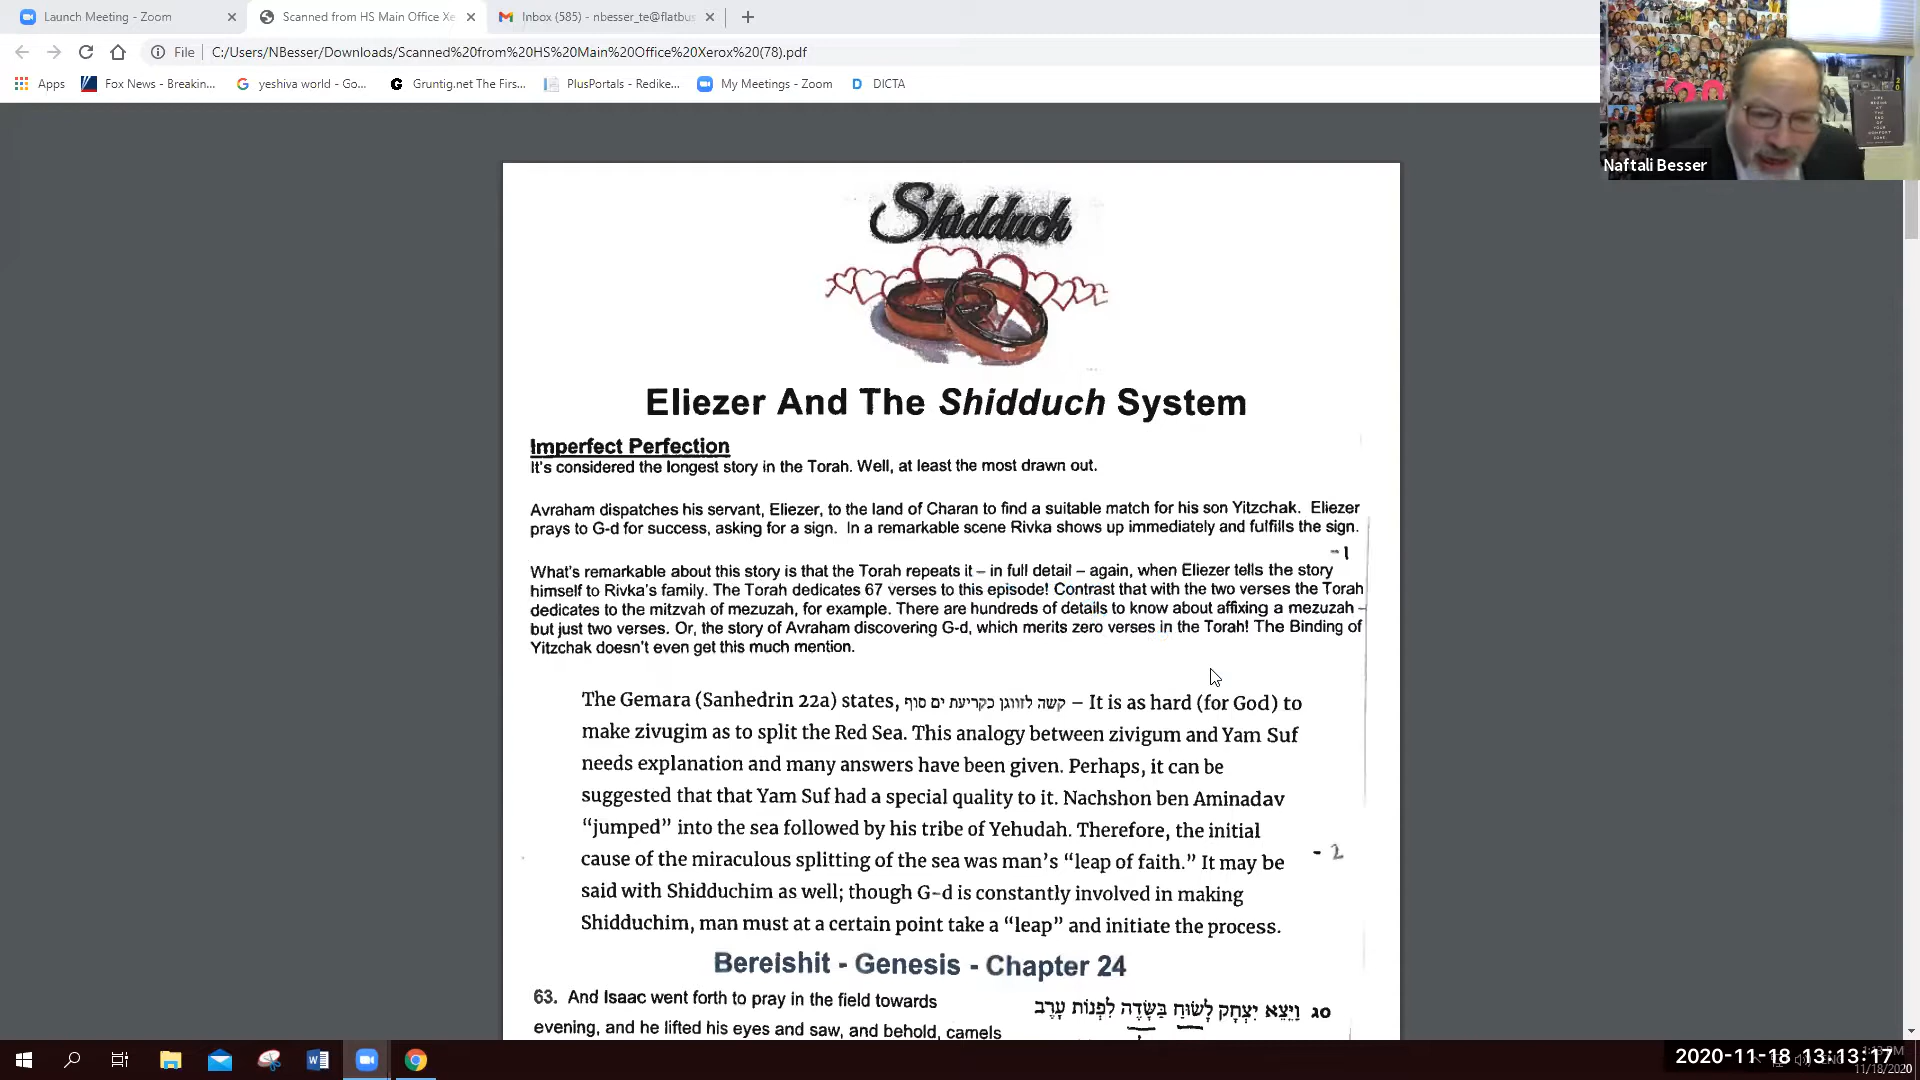 Launch Meeting - Zoom
Scanned from HS Main Office Xe
Inbox (585) - nbesser_te@flatbus
File
C:/Users/NBesser/Downloads/Scanned%20from%20HS%20Main%20Office%20Xerox%20(78).pdf
Apps
Fox News - Breakin...
yeshiva world - Go...
Gruntig.net The Firs...
PlusPortals - Redike...
My Meetings - Zoom
DICTA
Naftali Besser
Shidduch
Eliezer And The Shidduch System
Imperfect Perfection
It's considered the longest story in the Torah. Well, at least the most drawn out.
Avraham dispatches his servant, Eliezer, to the land of Charan to find a suitable match for his son Yitzchak. Eliezer
prays to G-d for success, asking for a sign. In a remarkable scene Rivka shows up immediately and fulfills the sign.
- 1
What's remarkable about this story is that the Torah repeats it – in full detail – again, when Eliezer tells the story
himself to Rivka's family. The Torah dedicates 67 verses to this episode! Contrast that with the two verses the Torah
dedicates to the mitzvah of mezuzah, for example. There are hundreds of details to know about affixing a mezuzah –
but just two verses. Or, the story of Avraham discovering G-d, which merits zero verses in the Torah! The Binding of
Yitzchak doesn't even get this much mention.
The Gemara (Sanhedrin 22a) states, קשה לזווגן כקריעת ים סוף – It is as hard (for God) to
make zivugim as to split the Red Sea. This analogy between zivigum and Yam Suf
needs explanation and many answers have been given. Perhaps, it can be
suggested that that Yam Suf had a special quality to it. Nachshon ben Aminadav
“jumped” into the sea followed by his tribe of Yehudah. Therefore, the initial
cause of the miraculous splitting of the sea was man's “leap of faith.” It may be
- 2
said with Shidduchim as well; though G-d is constantly involved in making
Shidduchim, man must at a certain point take a “leap” and initiate the process.
Bereishit - Genesis - Chapter 24
63. And Isaac went forth to pray in the field towards
evening, and he lifted his eyes and saw, and behold, camels
סג וַיֵּצֵא יִצְחָק לָשׂוּחַ בַּשָּׂדֶה לִפְנוֹת עָרֶב
2020-11-18 13:13:17
11/18/2020